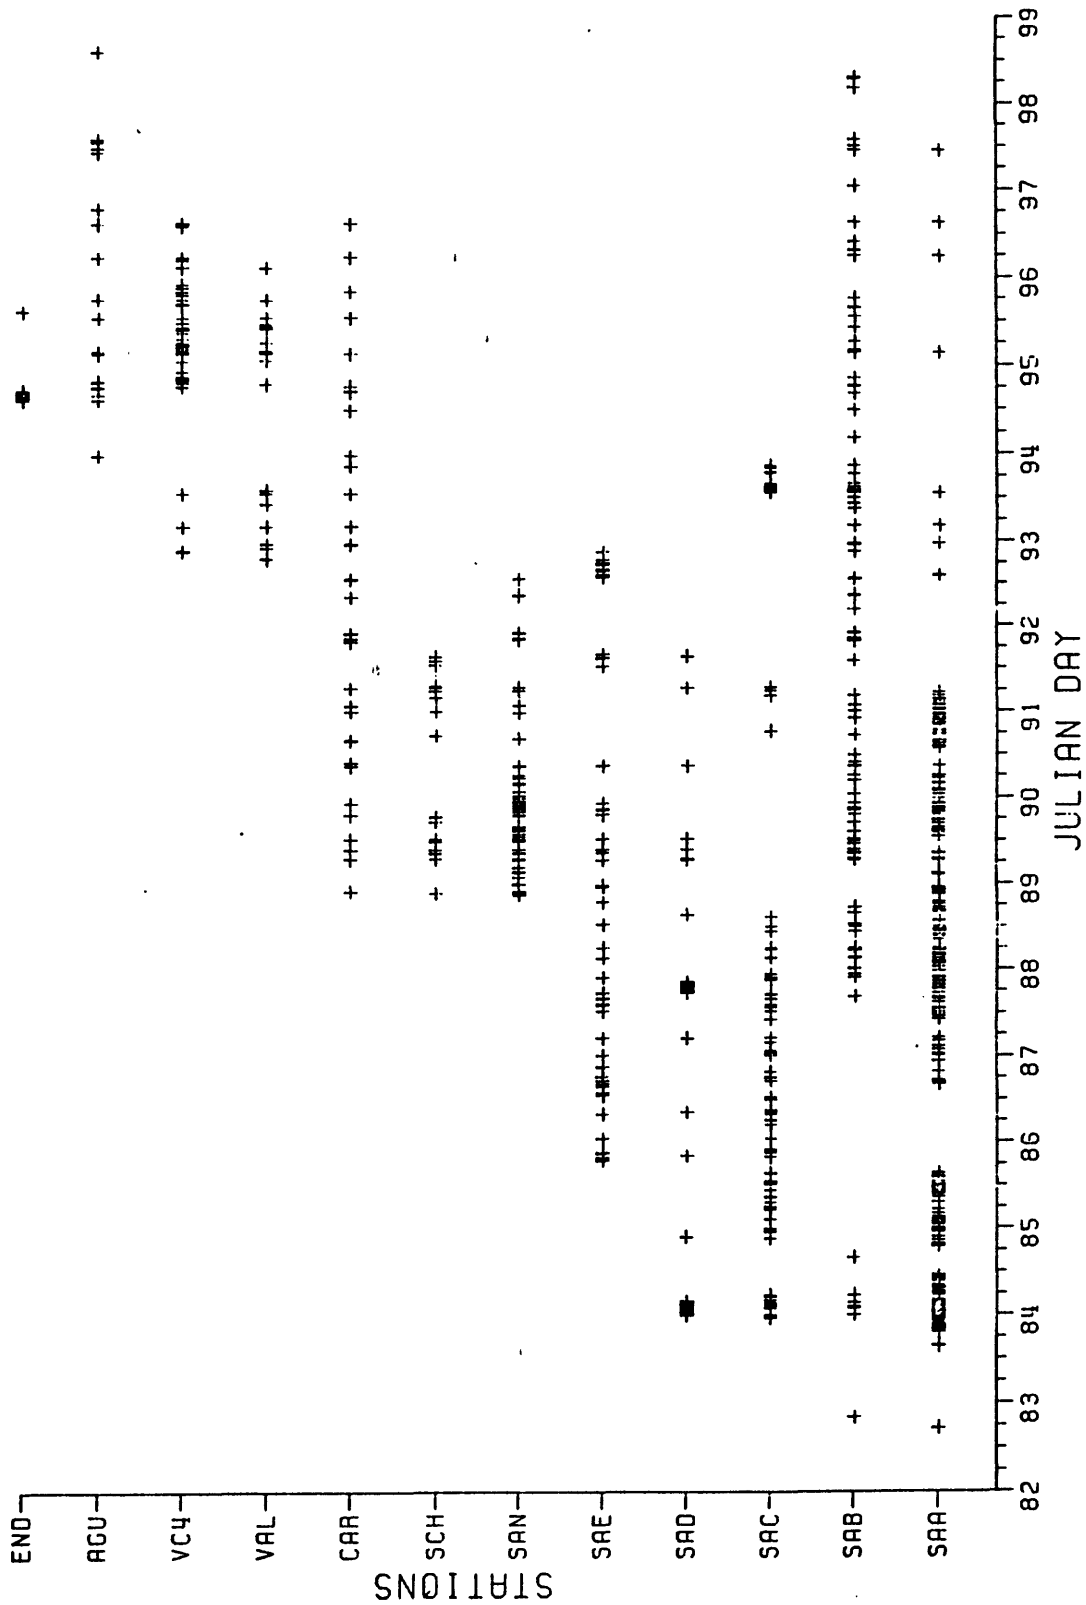 STATIONS
END
AGU
VC4
VAL
CAR
SCH
SAN
SAE
SAD
SAC
SAB
SAA
82 83 84 85 86 87 88 89 90 91 92 93 94 95 96 97 98 99
JULIAN DAY